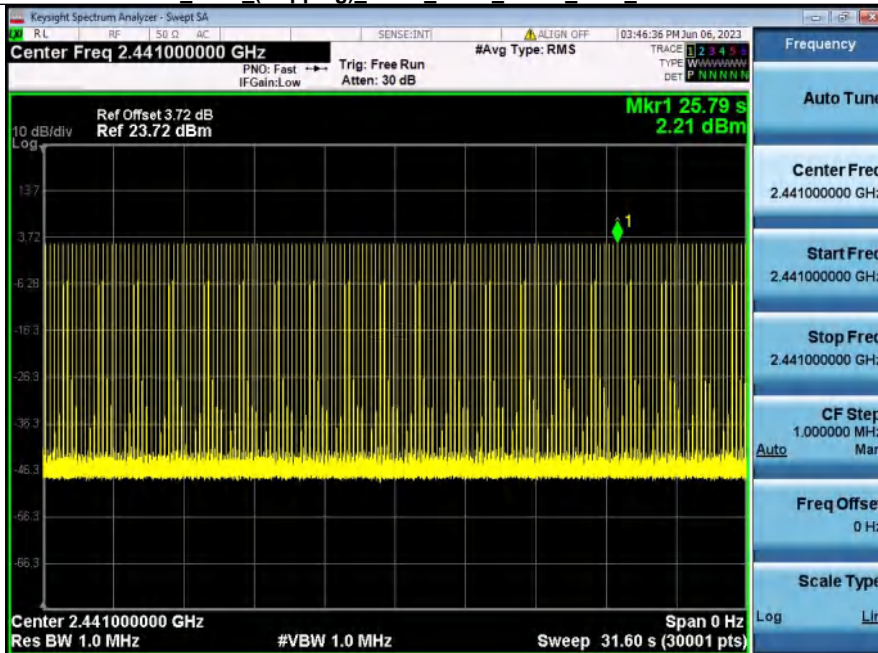 Keysight Spectrum Analyzer - Swept SA
RL RF 50 Ω AC SENSE:INT ALIGN OFF 03:46:36 PM Jun 06, 2023
Center Freq 2.441000000 GHz
PNO: Fast
IFGain:Low
Trig: Free Run
Atten: 30 dB
#Avg Type: RMS
TRACE 1 2 3 4 5 6
TYPE W
DET P N N N N N
Mkr1 25.79 s
2.21 dBm
Ref Offset 3.72 dB
10 dB/div Ref 23.72 dBm
Log
13.7
3.72
-6.28
-16.3
-26.3
-36.3
-46.3
-56.3
-66.3
1
Center 2.441000000 GHz Span 0 Hz
Res BW 1.0 MHz #VBW 1.0 MHz Sweep 31.60 s (30001 pts)
Frequency
Auto Tune
Center Freq
2.441000000 GHz
Start Freq
2.441000000 GHz
Stop Freq
2.441000000 GHz
CF Step
1.000000 MHz
Auto Man
Freq Offset
0 Hz
Scale Type
Log Lin